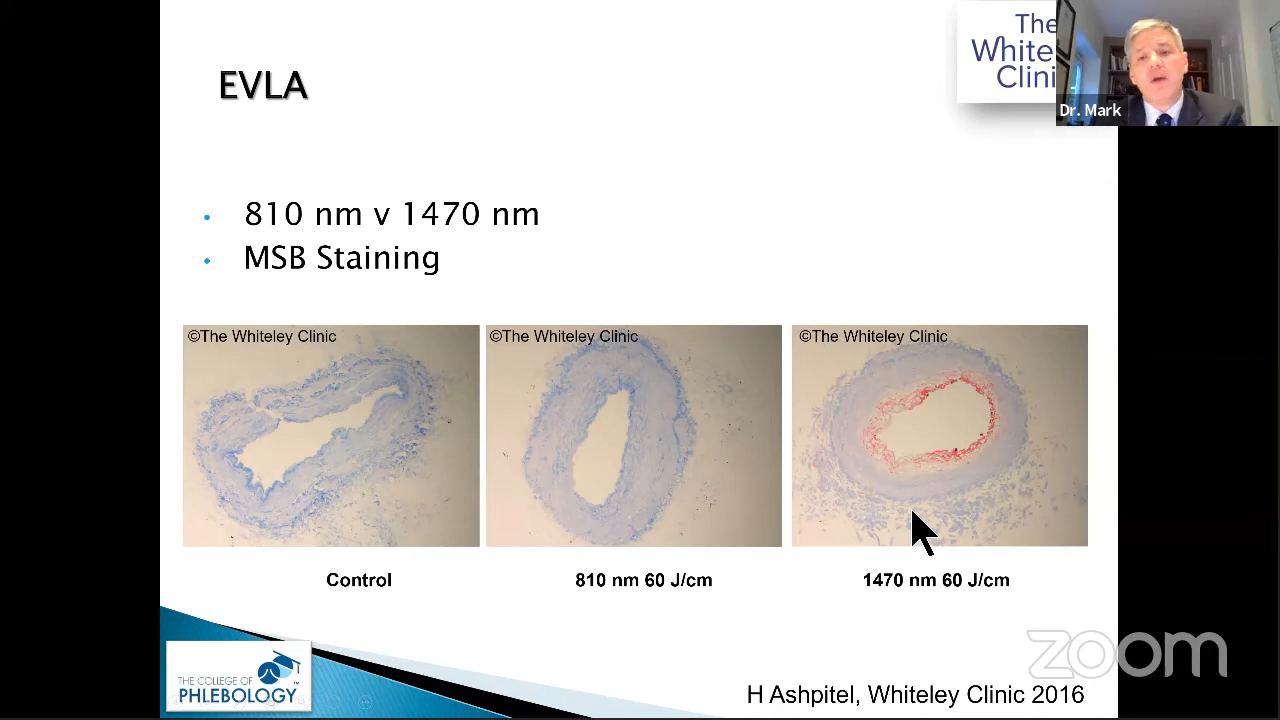 EVLA
The
White
Clini
Dr. Mark
• 810 nm v 1470 nm
• MSB Staining
©The Whiteley Clinic
©The Whiteley Clinic
©The Whiteley Clinic
Control
810 nm 60 J/cm
1470 nm 60 J/cm
THE COLLEGE OF
PHLEBOLOGY
™
zoom
H Ashpitel, Whiteley Clinic 2016